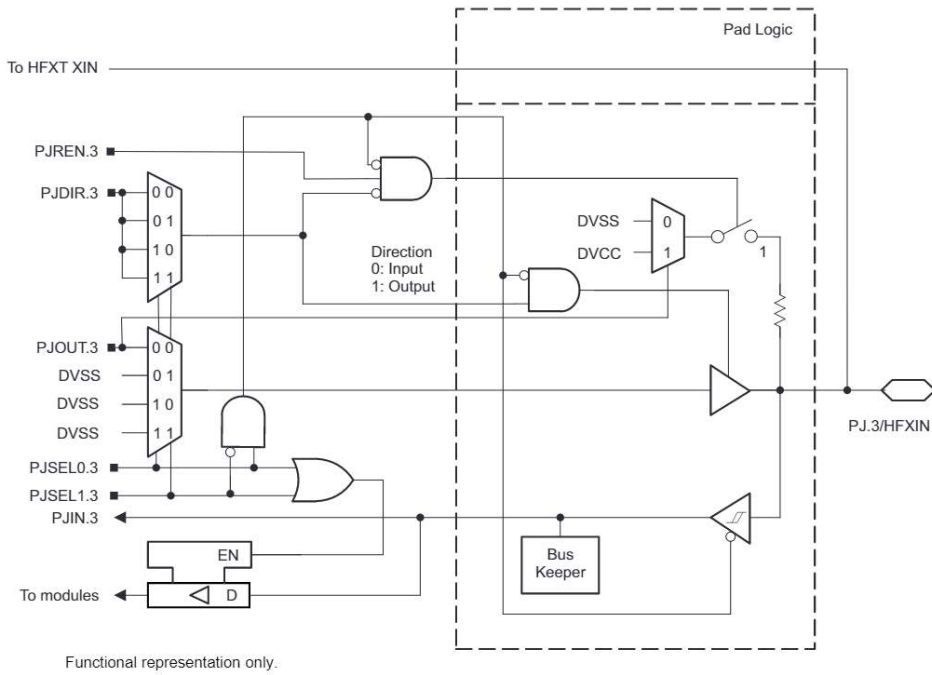 Pad Logic
To HFXT XIN
PJREN.3
PJDIR.3
0 0
0 1
1 0
1 1
Direction
0: Input
1: Output
DVSS
0
DVCC
1
1
PJOUT.3
0 0
DVSS
0 1
DVSS
1 0
DVSS
1 1
PJ.3/HFXIN
PJSEL0.3
PJSEL1.3
PJIN.3
EN
Bus
Keeper
To modules
D
Functional representation only.